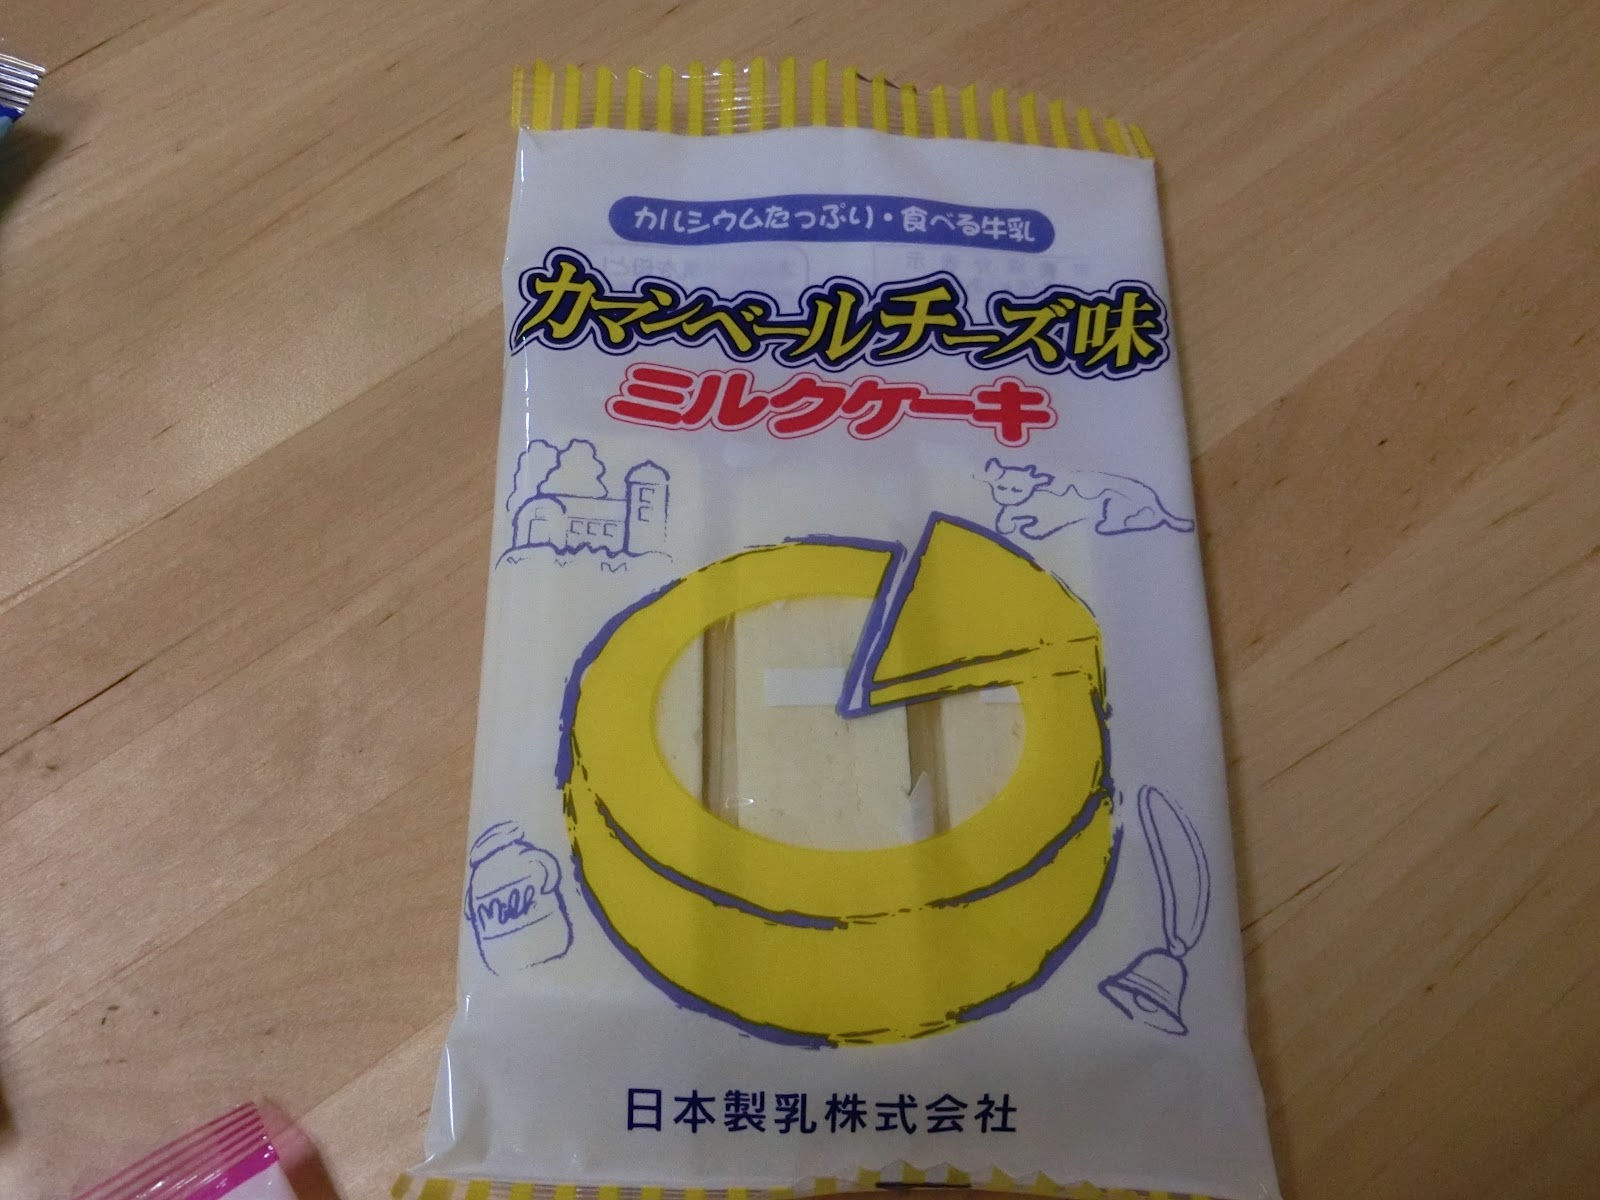 カルシウムたっぷり・食べる牛乳
カマンベールチーズ味
ミルクケーキ
日本製乳株式会社